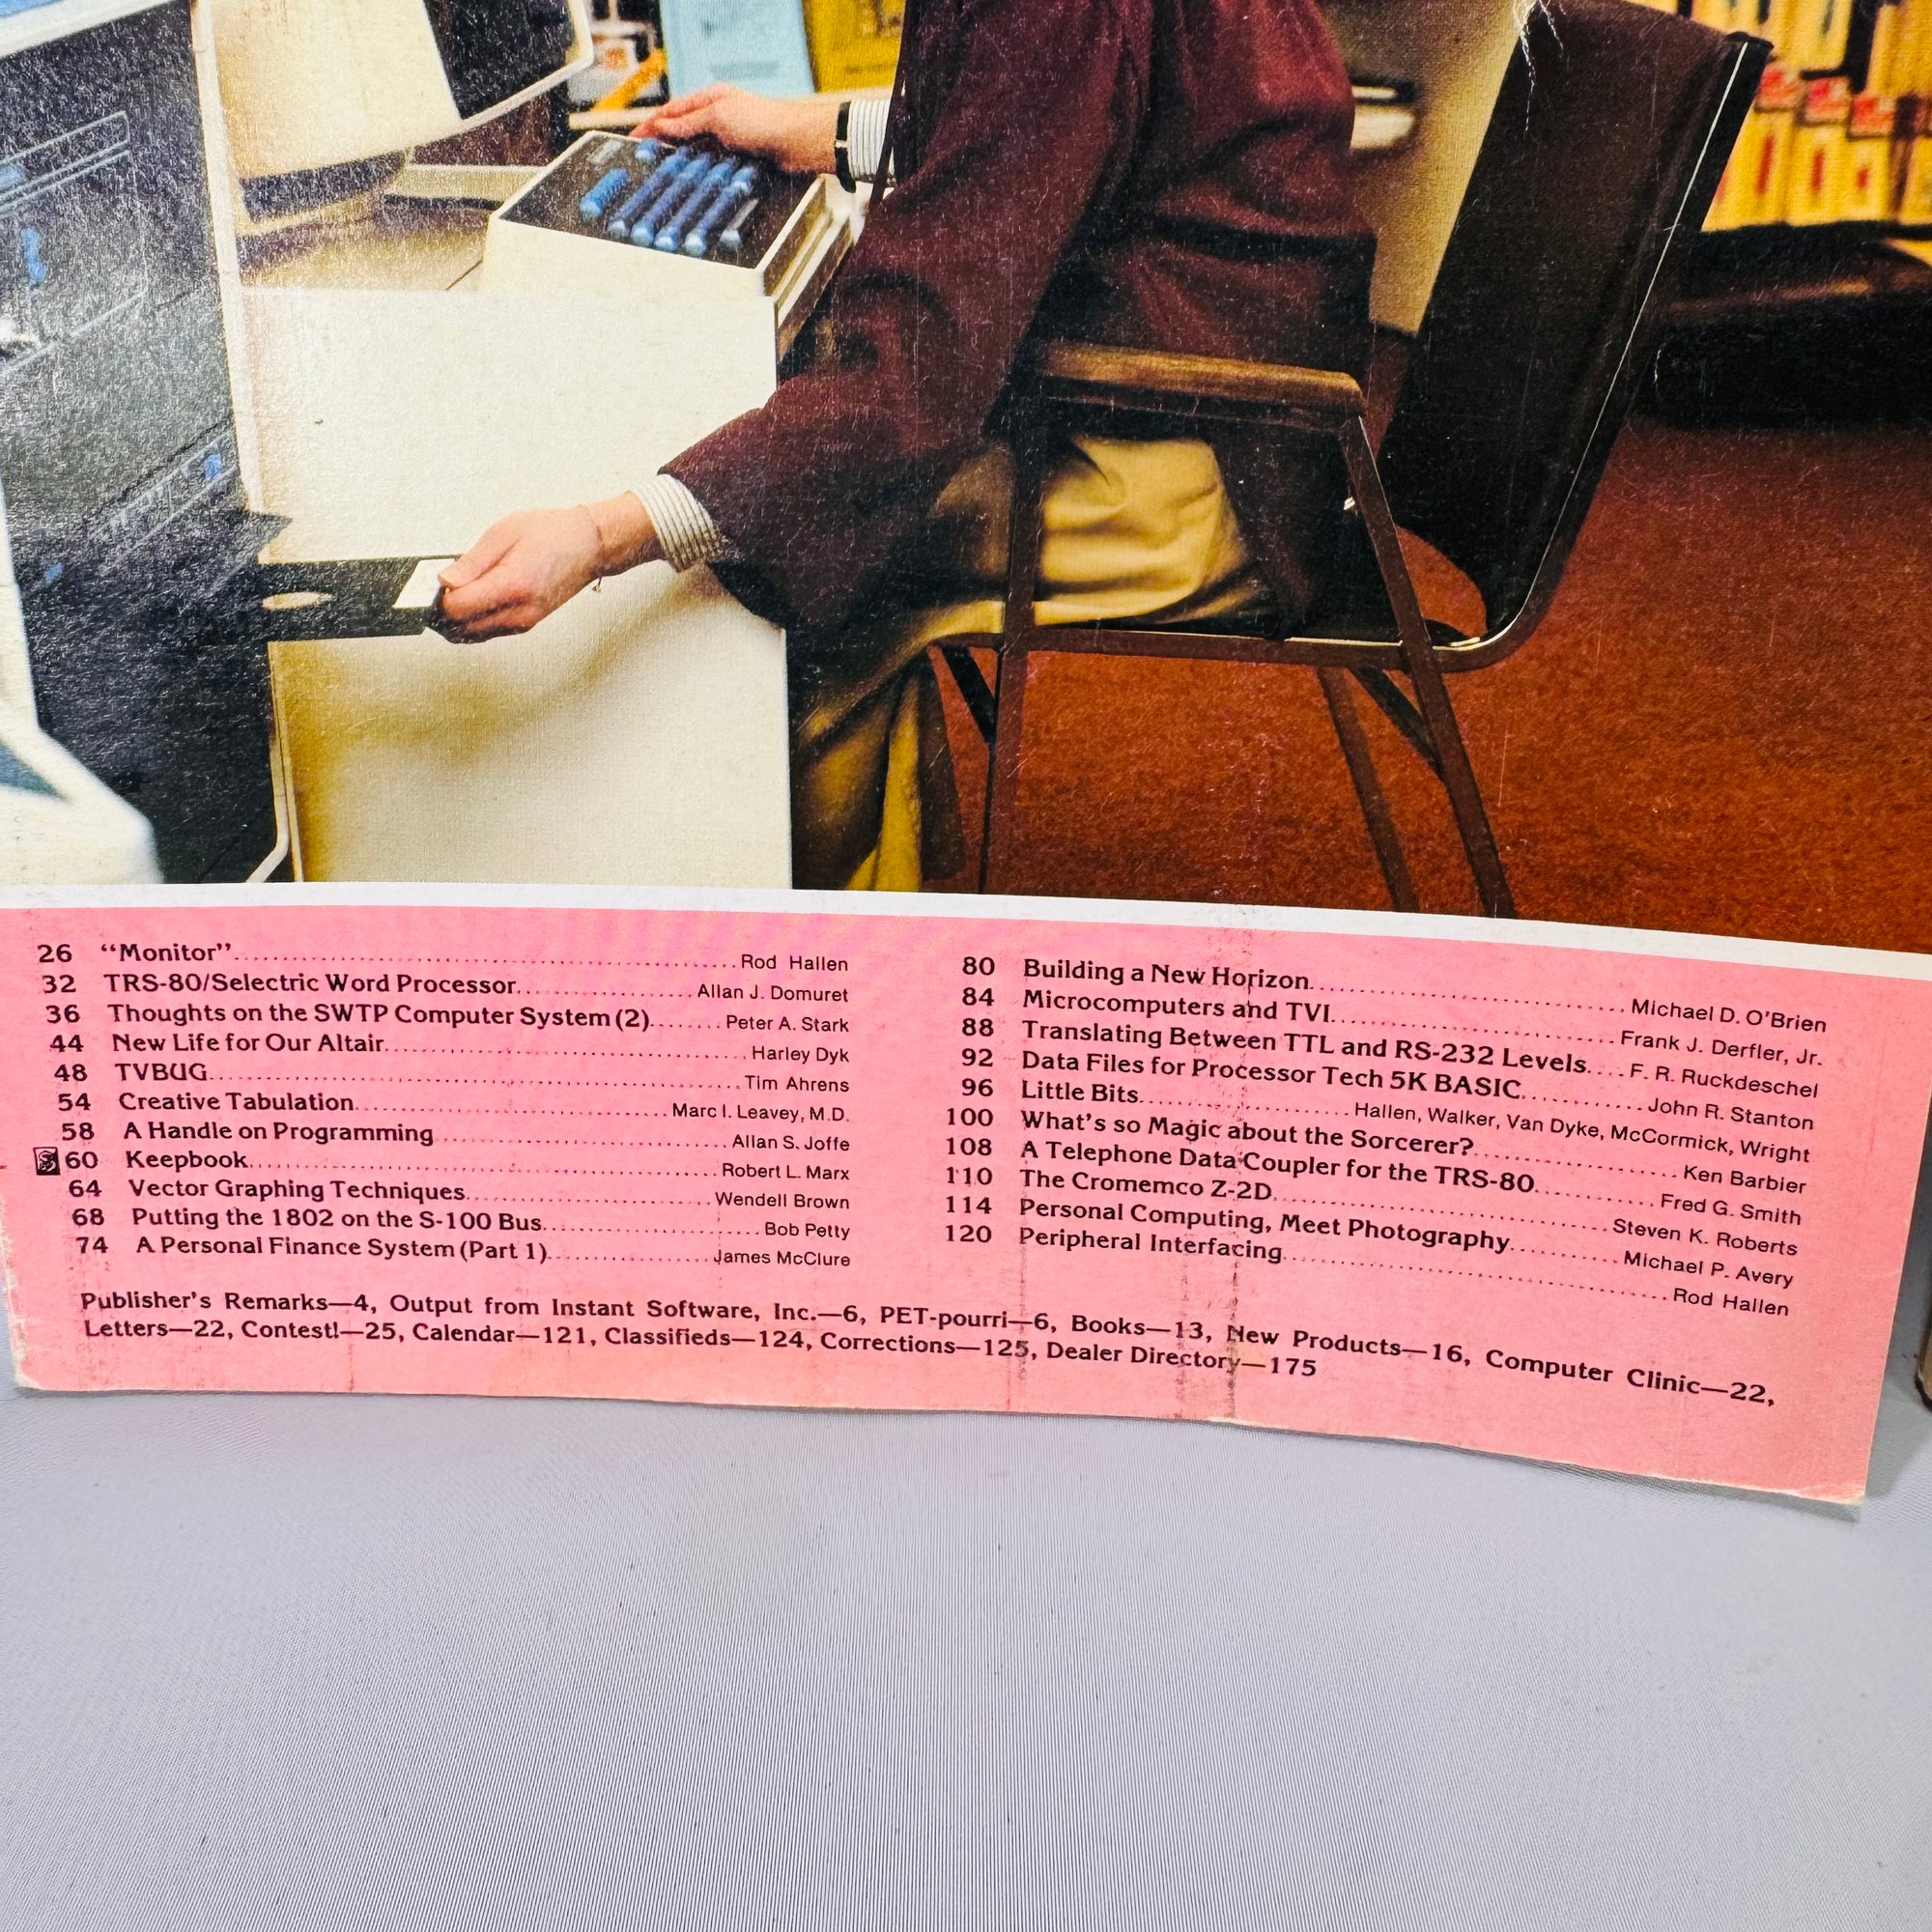 26 “Monitor”........Rod Hallen
32 TRS-80/Selectric Word Processor........Allan J. Domuret
36 Thoughts on the SWTP Computer System (2)........Peter A. Stark
44 New Life for Our Altair........Harley Dyk
48 TVBUG........Tim Ahrens
54 Creative Tabulation........Marc I. Leavey, M.D.
58 A Handle on Programming........Allan S. Joffe
60 Keepbook........Robert L. Marx
64 Vector Graphing Techniques........Wendell Brown
68 Putting the 1802 on the S-100 Bus........Bob Petty
74 A Personal Finance System (Part 1)........James McClure
80 Building a New Horizon........Michael D. O’Brien
84 Microcomputers and TVI........Frank J. Derfler, Jr.
88 Translating Between TTL and RS-232 Levels....F. R. Ruckdeschel
92 Data Files for Processor Tech 5K BASIC........John R. Stanton
96 Little Bits........Hallen, Walker, Van Dyke, McCormick, Wright
100 What’s so Magic about the Sorcerer?........Ken Barbier
108 A Telephone Data Coupler for the TRS-80........Fred G. Smith
110 The Cromemco Z-2D........Steven K. Roberts
114 Personal Computing, Meet Photography........Michael P. Avery
120 Peripheral Interfacing........Rod Hallen
Publisher’s Remarks—4, Output from Instant Software, Inc.—6, PET-pourri—6, Books—13, New Products—16, Computer Clinic—22,
Letters—22, Contest!—25, Calendar—121, Classifieds—124, Corrections—125, Dealer Directory—175